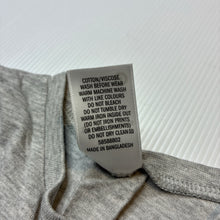 COTTON/VISCOSE
WASH BEFORE WEAR
WARM MACHINE WASH
WITH LIKE COLOURS
DO NOT BLEACH
DO NOT TUMBLE DRY
WARM IRON INSIDE OUT
(DO NOT IRON PRINTS
OR EMBELLISHMENTS)
DO NOT DRY CLEAN
58586802
MADE IN BANGLADESH